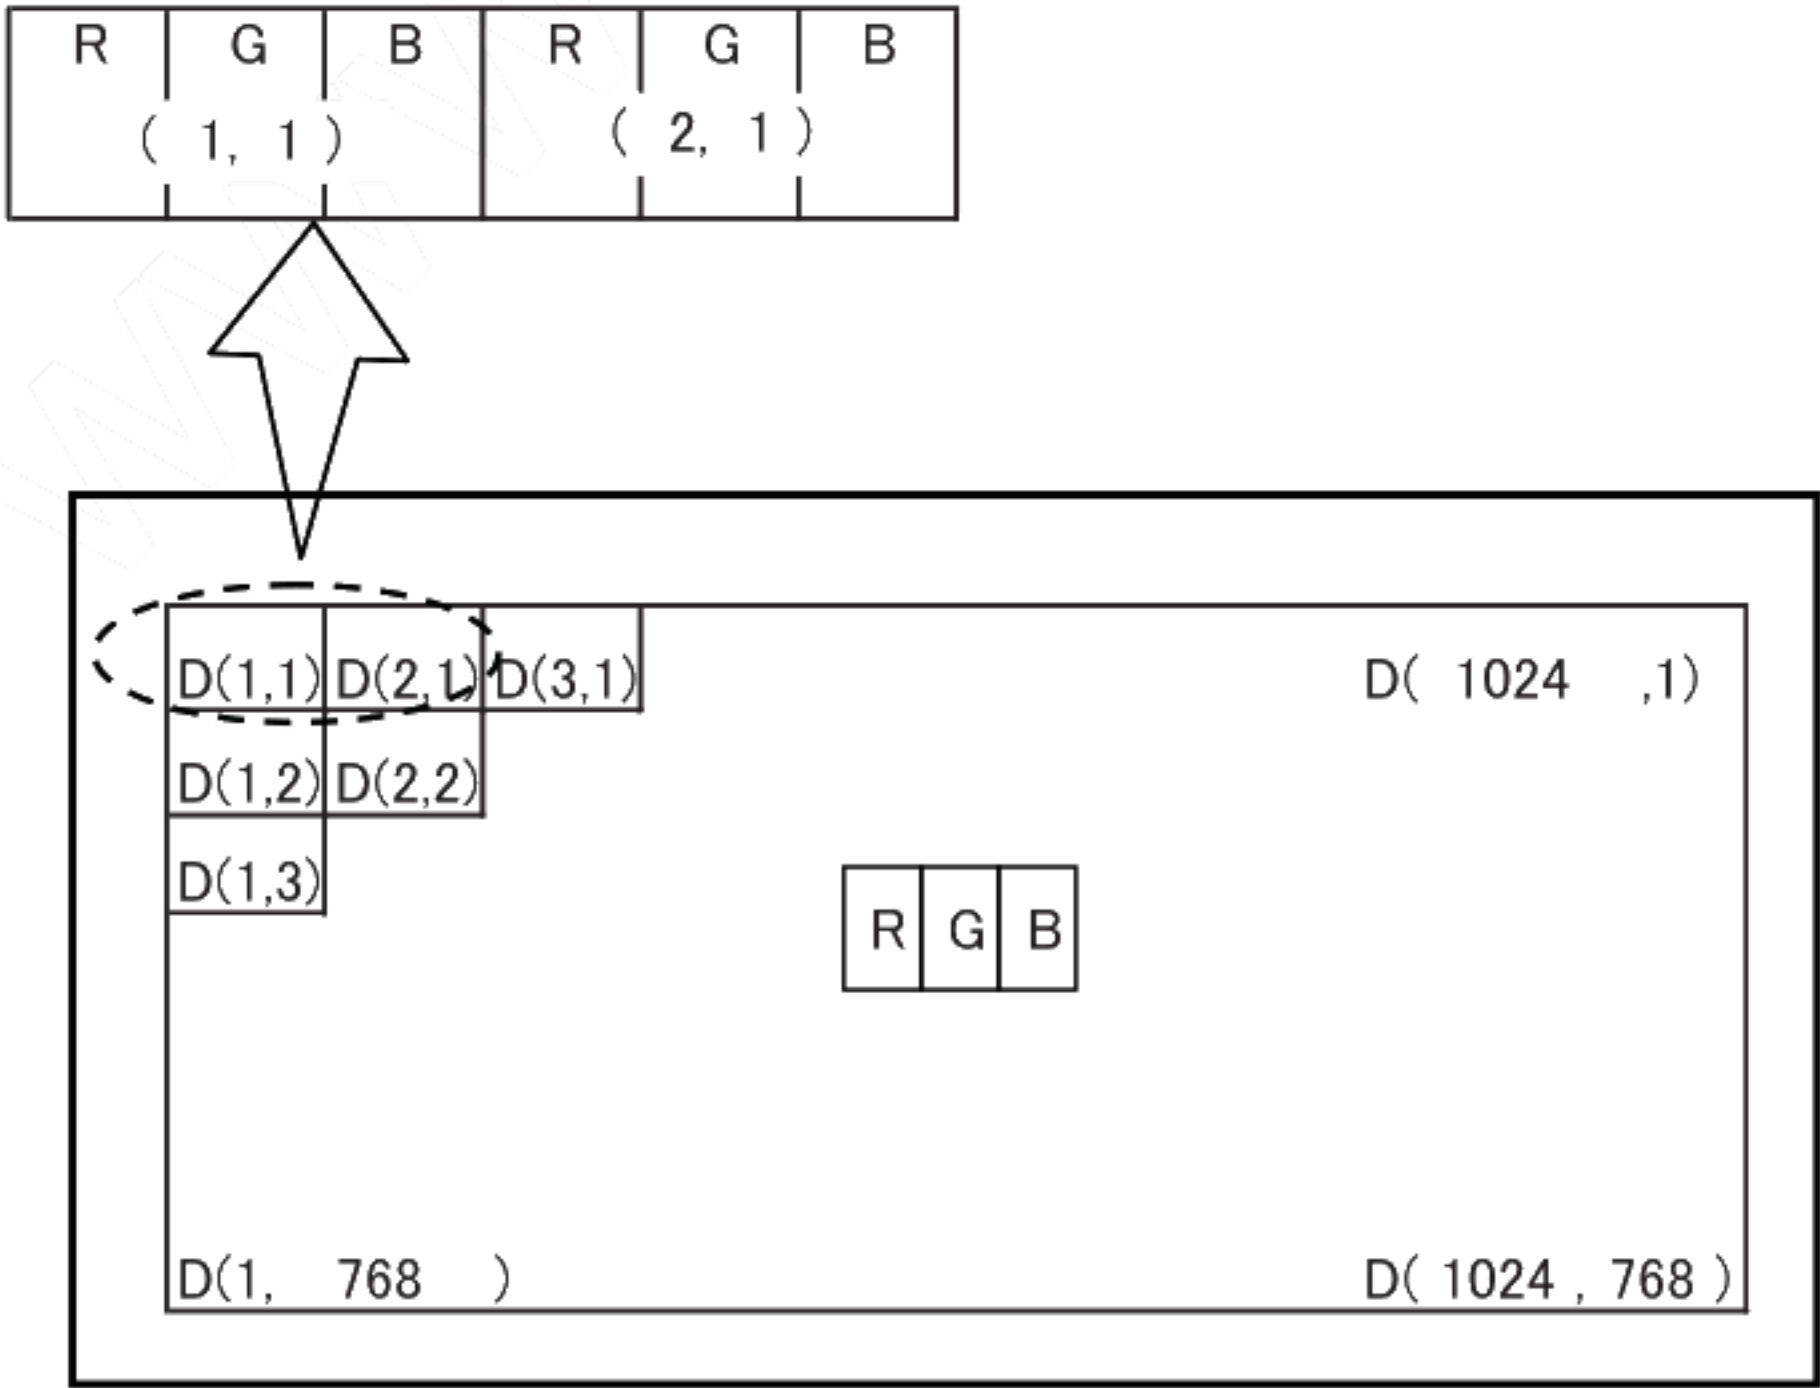 R G B R G B
( 1, 1 ) ( 2, 1 )
D(1,1) D(2,1) D(3,1) D( 1024 ,1)
D(1,2) D(2,2)
D(1,3)
R G B
D(1, 768 ) D( 1024 , 768 )